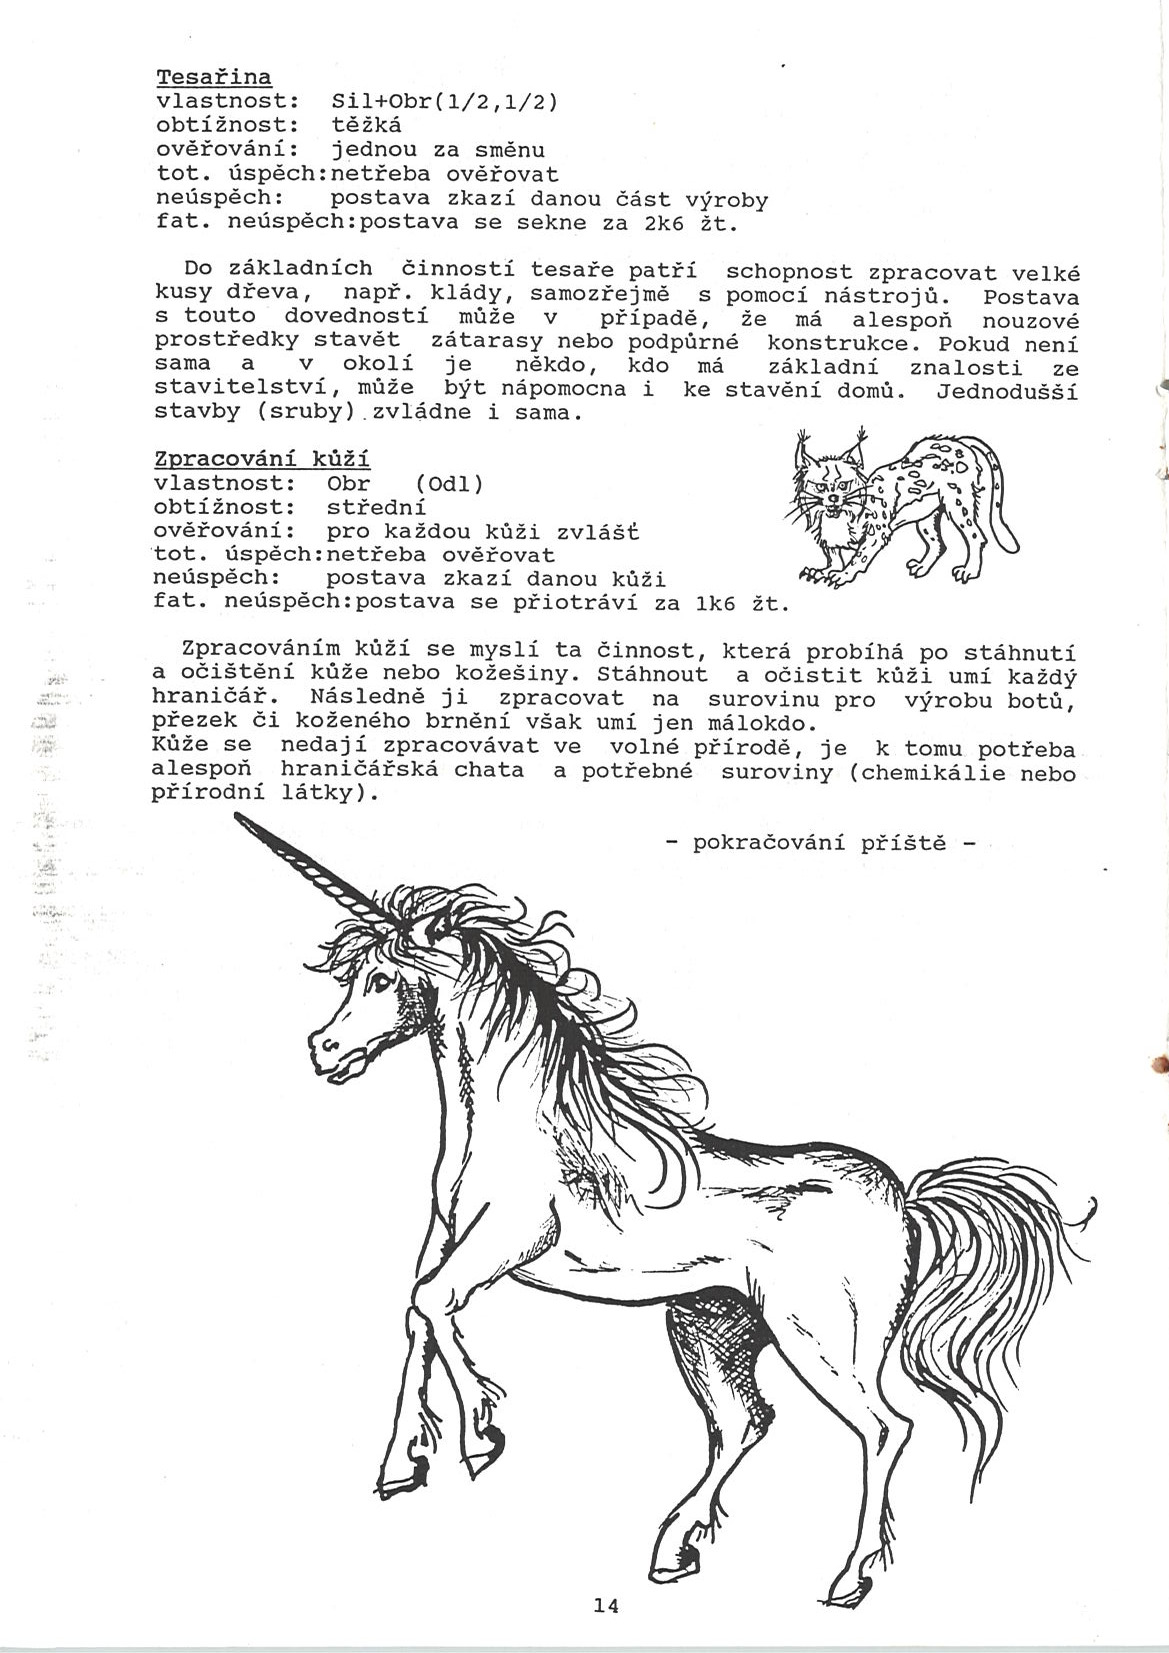 Tesařina
vlastnost: Sil+Obr(1/2,1/2)
obtížnost: těžká
ověřování: jednou za směnu
tot. úspěch:netřeba ověřovat
neúspěch: postava zkazí danou část výroby
fat. neúspěch:postava se sekne za 2k6 žt.
Do základních činností tesaře patří schopnost zpracovat velké
kusy dřeva, např. klády, samozřejmě s pomocí nástrojů. Postava
s touto dovedností může v případě, že má alespoň nouzové
prostředky stavět zátarasy nebo podpůrné konstrukce. Pokud není
sama a v okolí je někdo, kdo má základní znalosti ze
stavitelství, může být nápomocna i ke stavění domů. Jednodušší
stavby (sruby) zvládne i sama.
Zpracování kůží
vlastnost: Obr (Odl)
obtížnost: střední
ověřování: pro každou kůži zvlášť
tot. úspěch:netřeba ověřovat
neúspěch: postava zkazí danou kůži
fat. neúspěch:postava se přiotráví za 1k6 žt.
Zpracováním kůží se myslí ta činnost, která probíhá po stáhnutí
a očištění kůže nebo kožešiny. Stáhnout a očistit kůži umí každý
hraničář. Následně ji zpracovat na surovinu pro výrobu botů,
přezek či koženého brnění však umí jen málokdo.
Kůže se nedají zpracovávat ve volné přírodě, je k tomu potřeba
alespoň hraničářská chata a potřebné suroviny (chemikálie nebo
přírodní látky).
- pokračování příště -
14